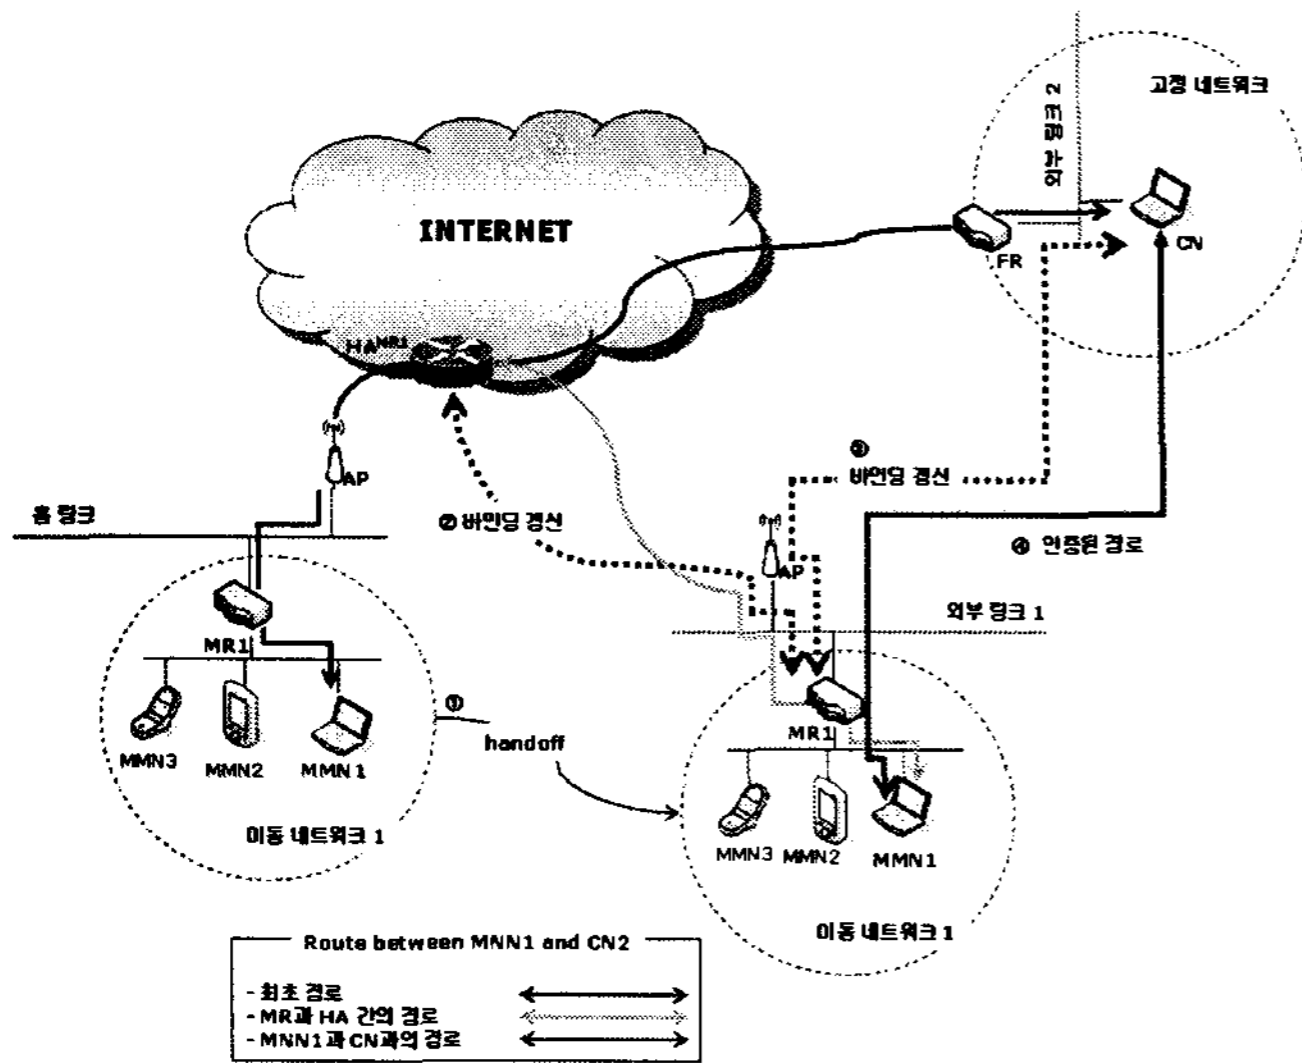 고정 네트워크
외부 링크 2
INTERNET
CN
FR
HA
AP
③
바인딩 갱신
홈 링크
② 바인딩 갱신
④ 인증된 경로
AP
외부 링크 1
MR1
①
handoff
MR1
MMN3
MMN2
MMN1
MMN3
MMN2
MMN1
이동 네트워크 1
이동 네트워크 1
Route between MNN1 and CN2
- 최초 경로
- MR과 HA 간의 경로
- MNN1과 CN과의 경로